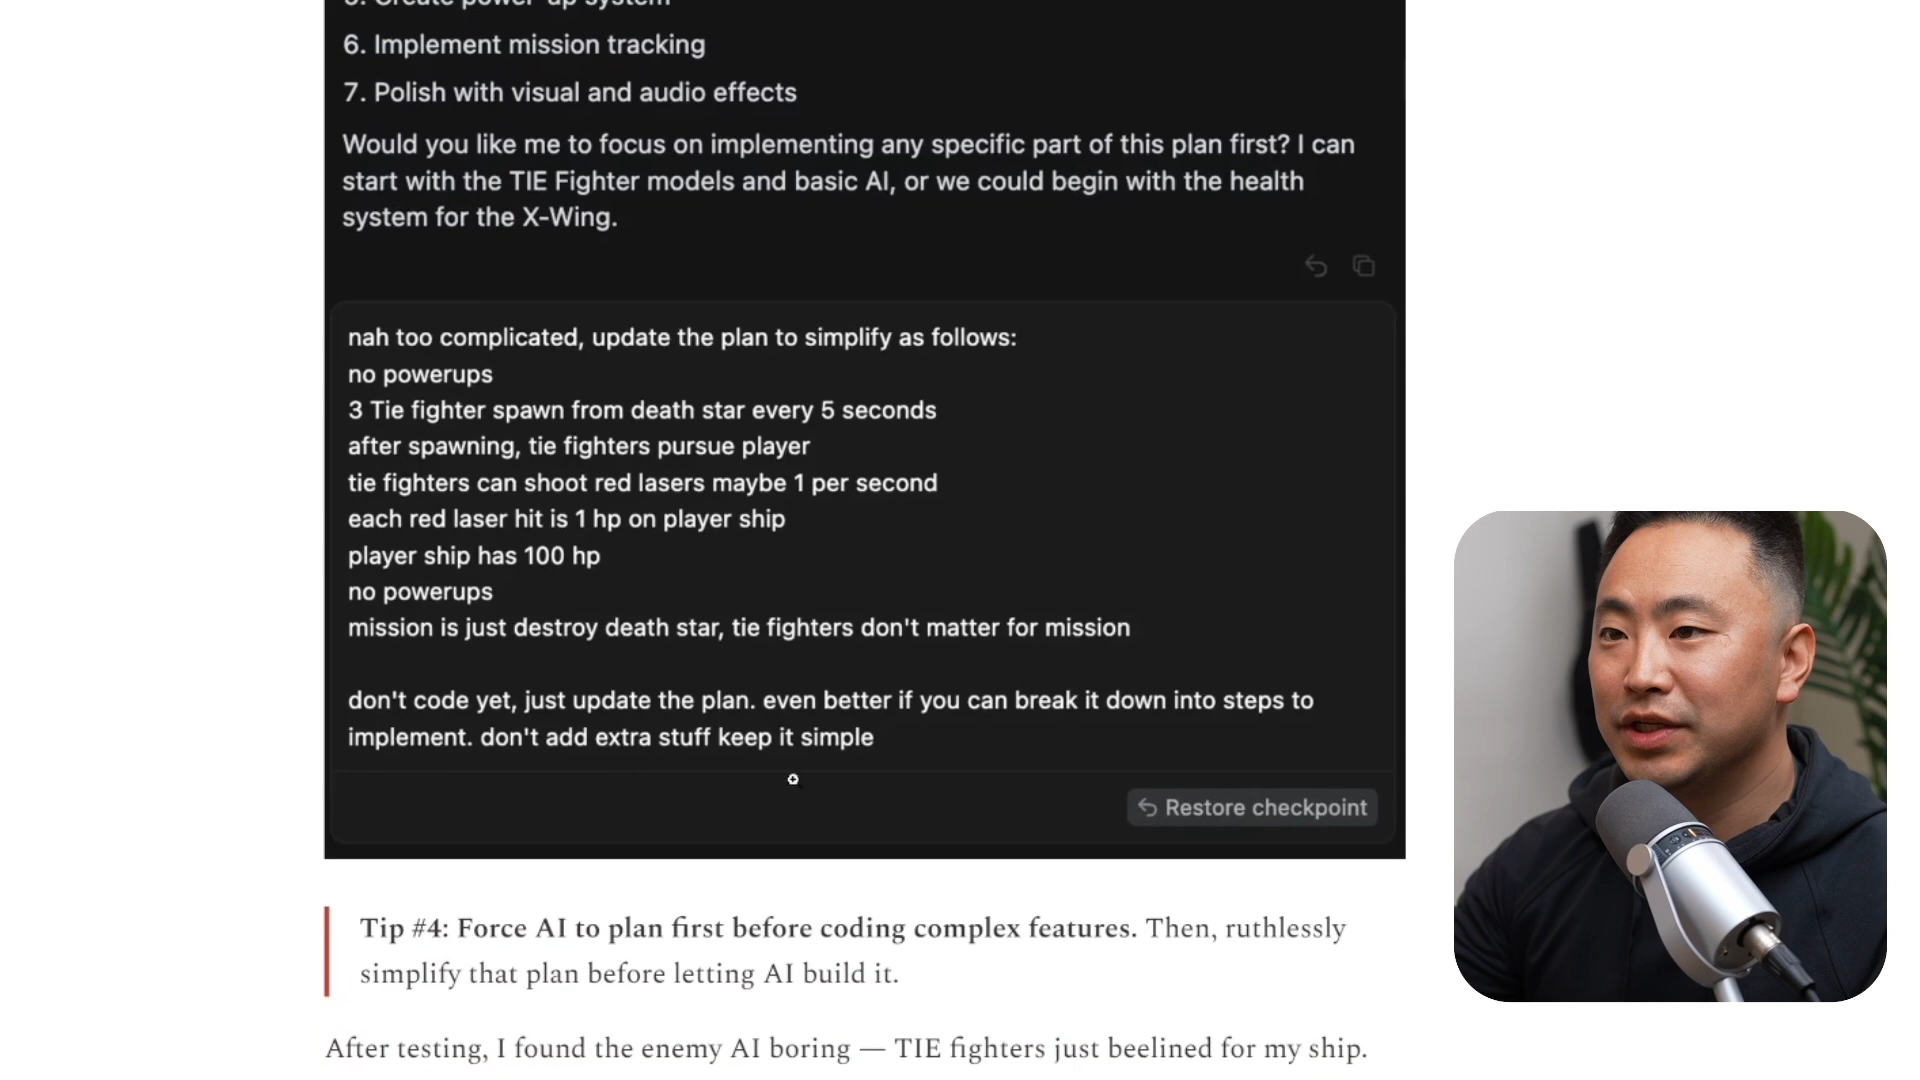 5. Create power-up system
6. Implement mission tracking
7. Polish with visual and audio effects
Would you like me to focus on implementing any specific part of this plan first? I can
start with the TIE Fighter models and basic AI, or we could begin with the health
system for the X-Wing.
nah too complicated, update the plan to simplify as follows:
no powerups
3 Tie fighter spawn from death star every 5 seconds
after spawning, tie fighters pursue player
tie fighters can shoot red lasers maybe 1 per second
each red laser hit is 1 hp on player ship
player ship has 100 hp
no powerups
mission is just destroy death star, tie fighters don't matter for mission
don't code yet, just update the plan. even better if you can break it down into steps to
implement. don't add extra stuff keep it simple
Restore checkpoint
Tip #4: Force AI to plan first before coding complex features. Then, ruthlessly
simplify that plan before letting AI build it.
After testing, I found the enemy AI boring — TIE fighters just beelined for my ship.